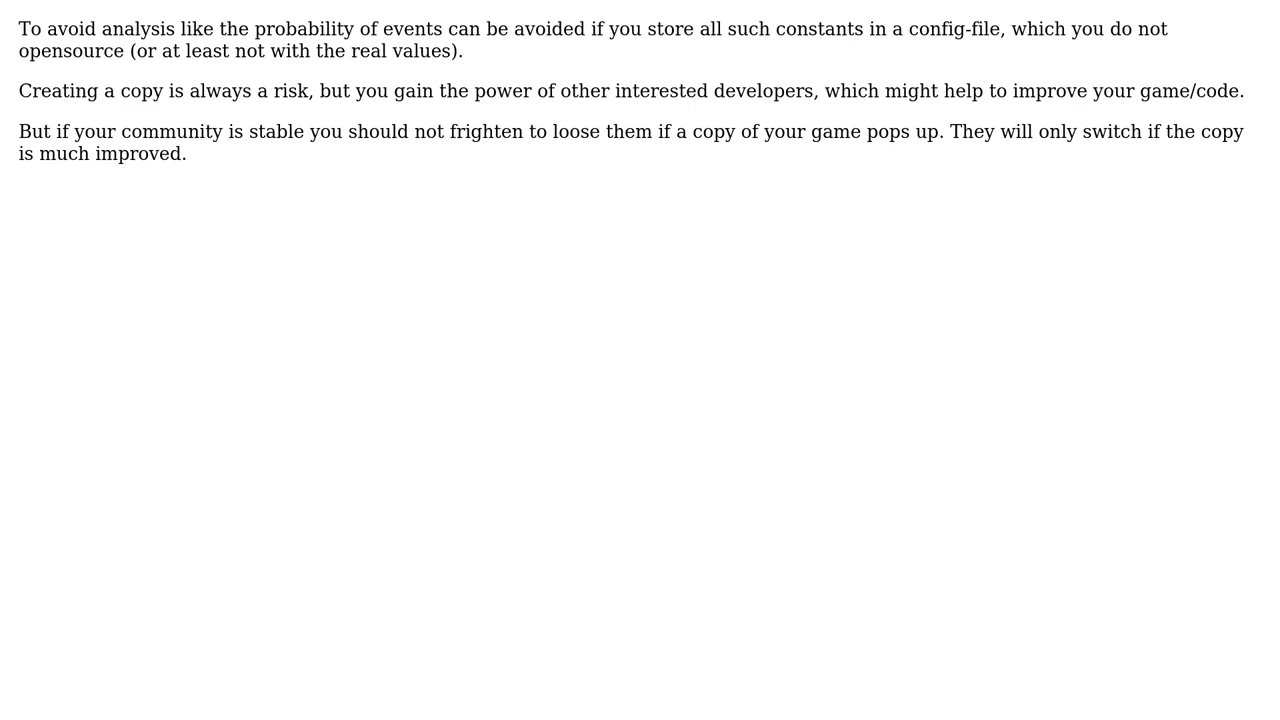 To avoid analysis like the probability of events can be avoided if you store all such constants in a config-file, which you do not
opensource (or at least not with the real values).
Creating a copy is always a risk, but you gain the power of other interested developers, which might help to improve your game/code.
But if your community is stable you should not frighten to loose them if a copy of your game pops up. They will only switch if the copy
is much improved.